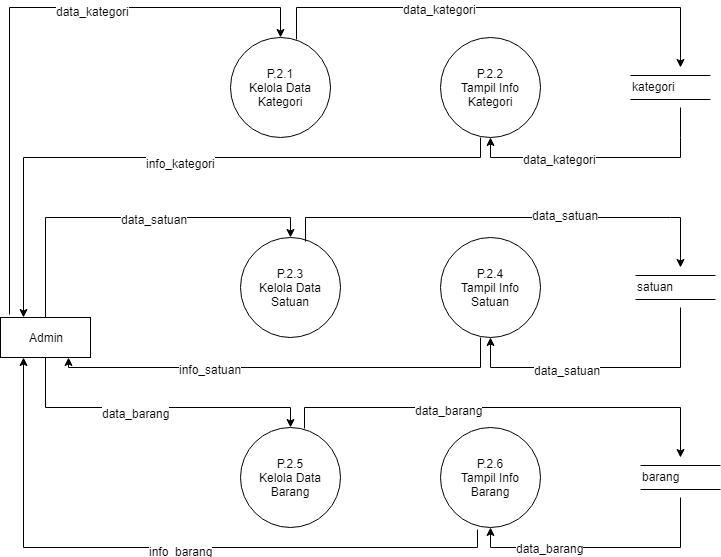 data_kategori
data_kategori
P.2.1
Kelola Data
Kategori
P.2.2
Tampil Info
Kategori
kategori
info_kategori
data_kategori
data_satuan
data_satuan
P.2.3
Kelola Data
Satuan
P.2.4
Tampil Info
Satuan
satuan
Admin
info_satuan
data_satuan
data_barang
data_barang
P.2.5
Kelola Data
Barang
P.2.6
Tampil Info
Barang
barang
info_barang
data_barang